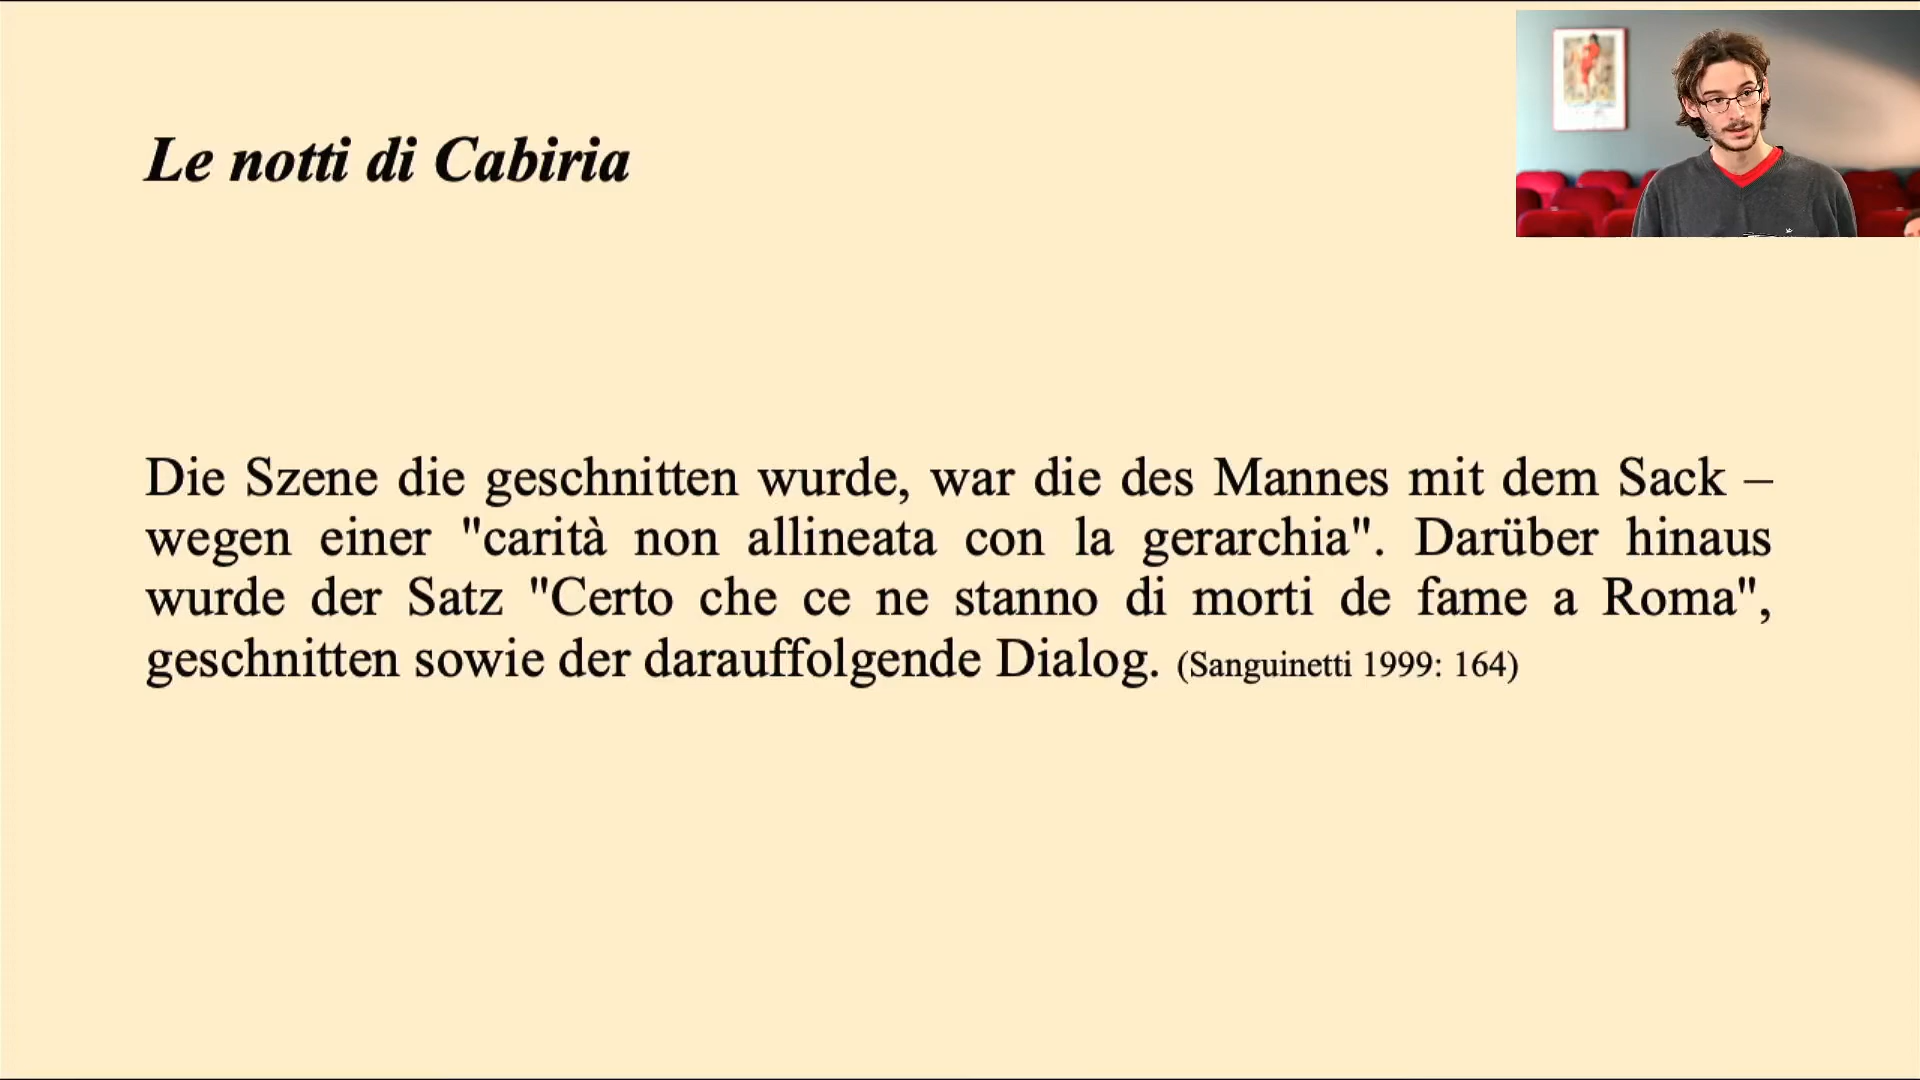 Le notti di Cabiria
Die Szene die geschnitten wurde, war die des Mannes mit dem Sack –
wegen einer "carità non allineata con la gerarchia". Darüber hinaus
wurde der Satz "Certo che ce ne stanno di morti de fame a Roma",
geschnitten sowie der darauffolgende Dialog. (Sanguinetti 1999: 164)